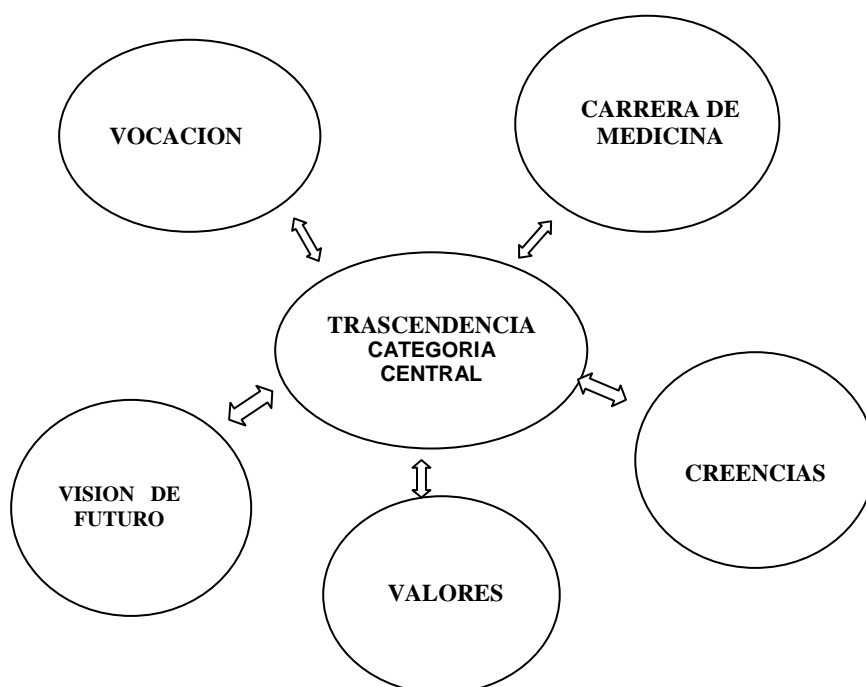 VOCACION
CARRERA DE
MEDICINA
TRASCENDENCIA
CATEGORIA
CENTRAL
CREENCIAS
VISION DE
FUTURO
VALORES